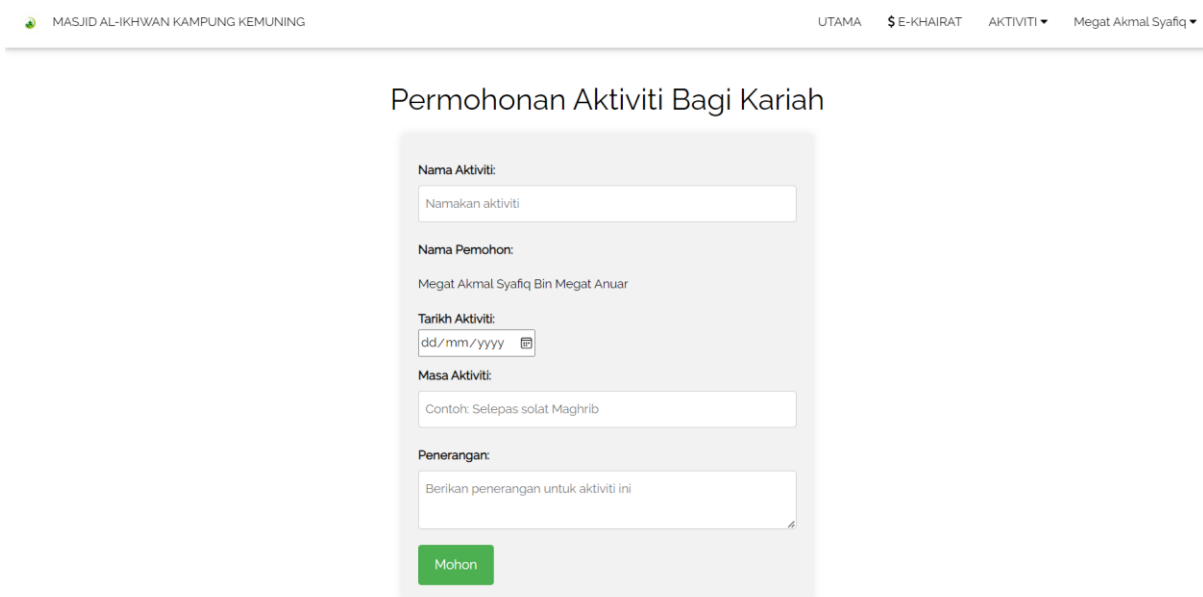 MASJID AL-IKHWAN KAMPUNG KEMUNING UTAMA $ E-KHAIRAT AKTIVITI Megat Akmal Syafiq
Permohonan Aktiviti Bagi Kariah
Nama Aktiviti:
Namakan aktiviti
Nama Pemohon:
Megat Akmal Syafiq Bin Megat Anuar
Tarikh Aktiviti:
dd/mm/yyyy
Masa Aktiviti:
Contoh: Selepas solat Maghrib
Penerangan:
Berikan penerangan untuk aktiviti ini
Mohon